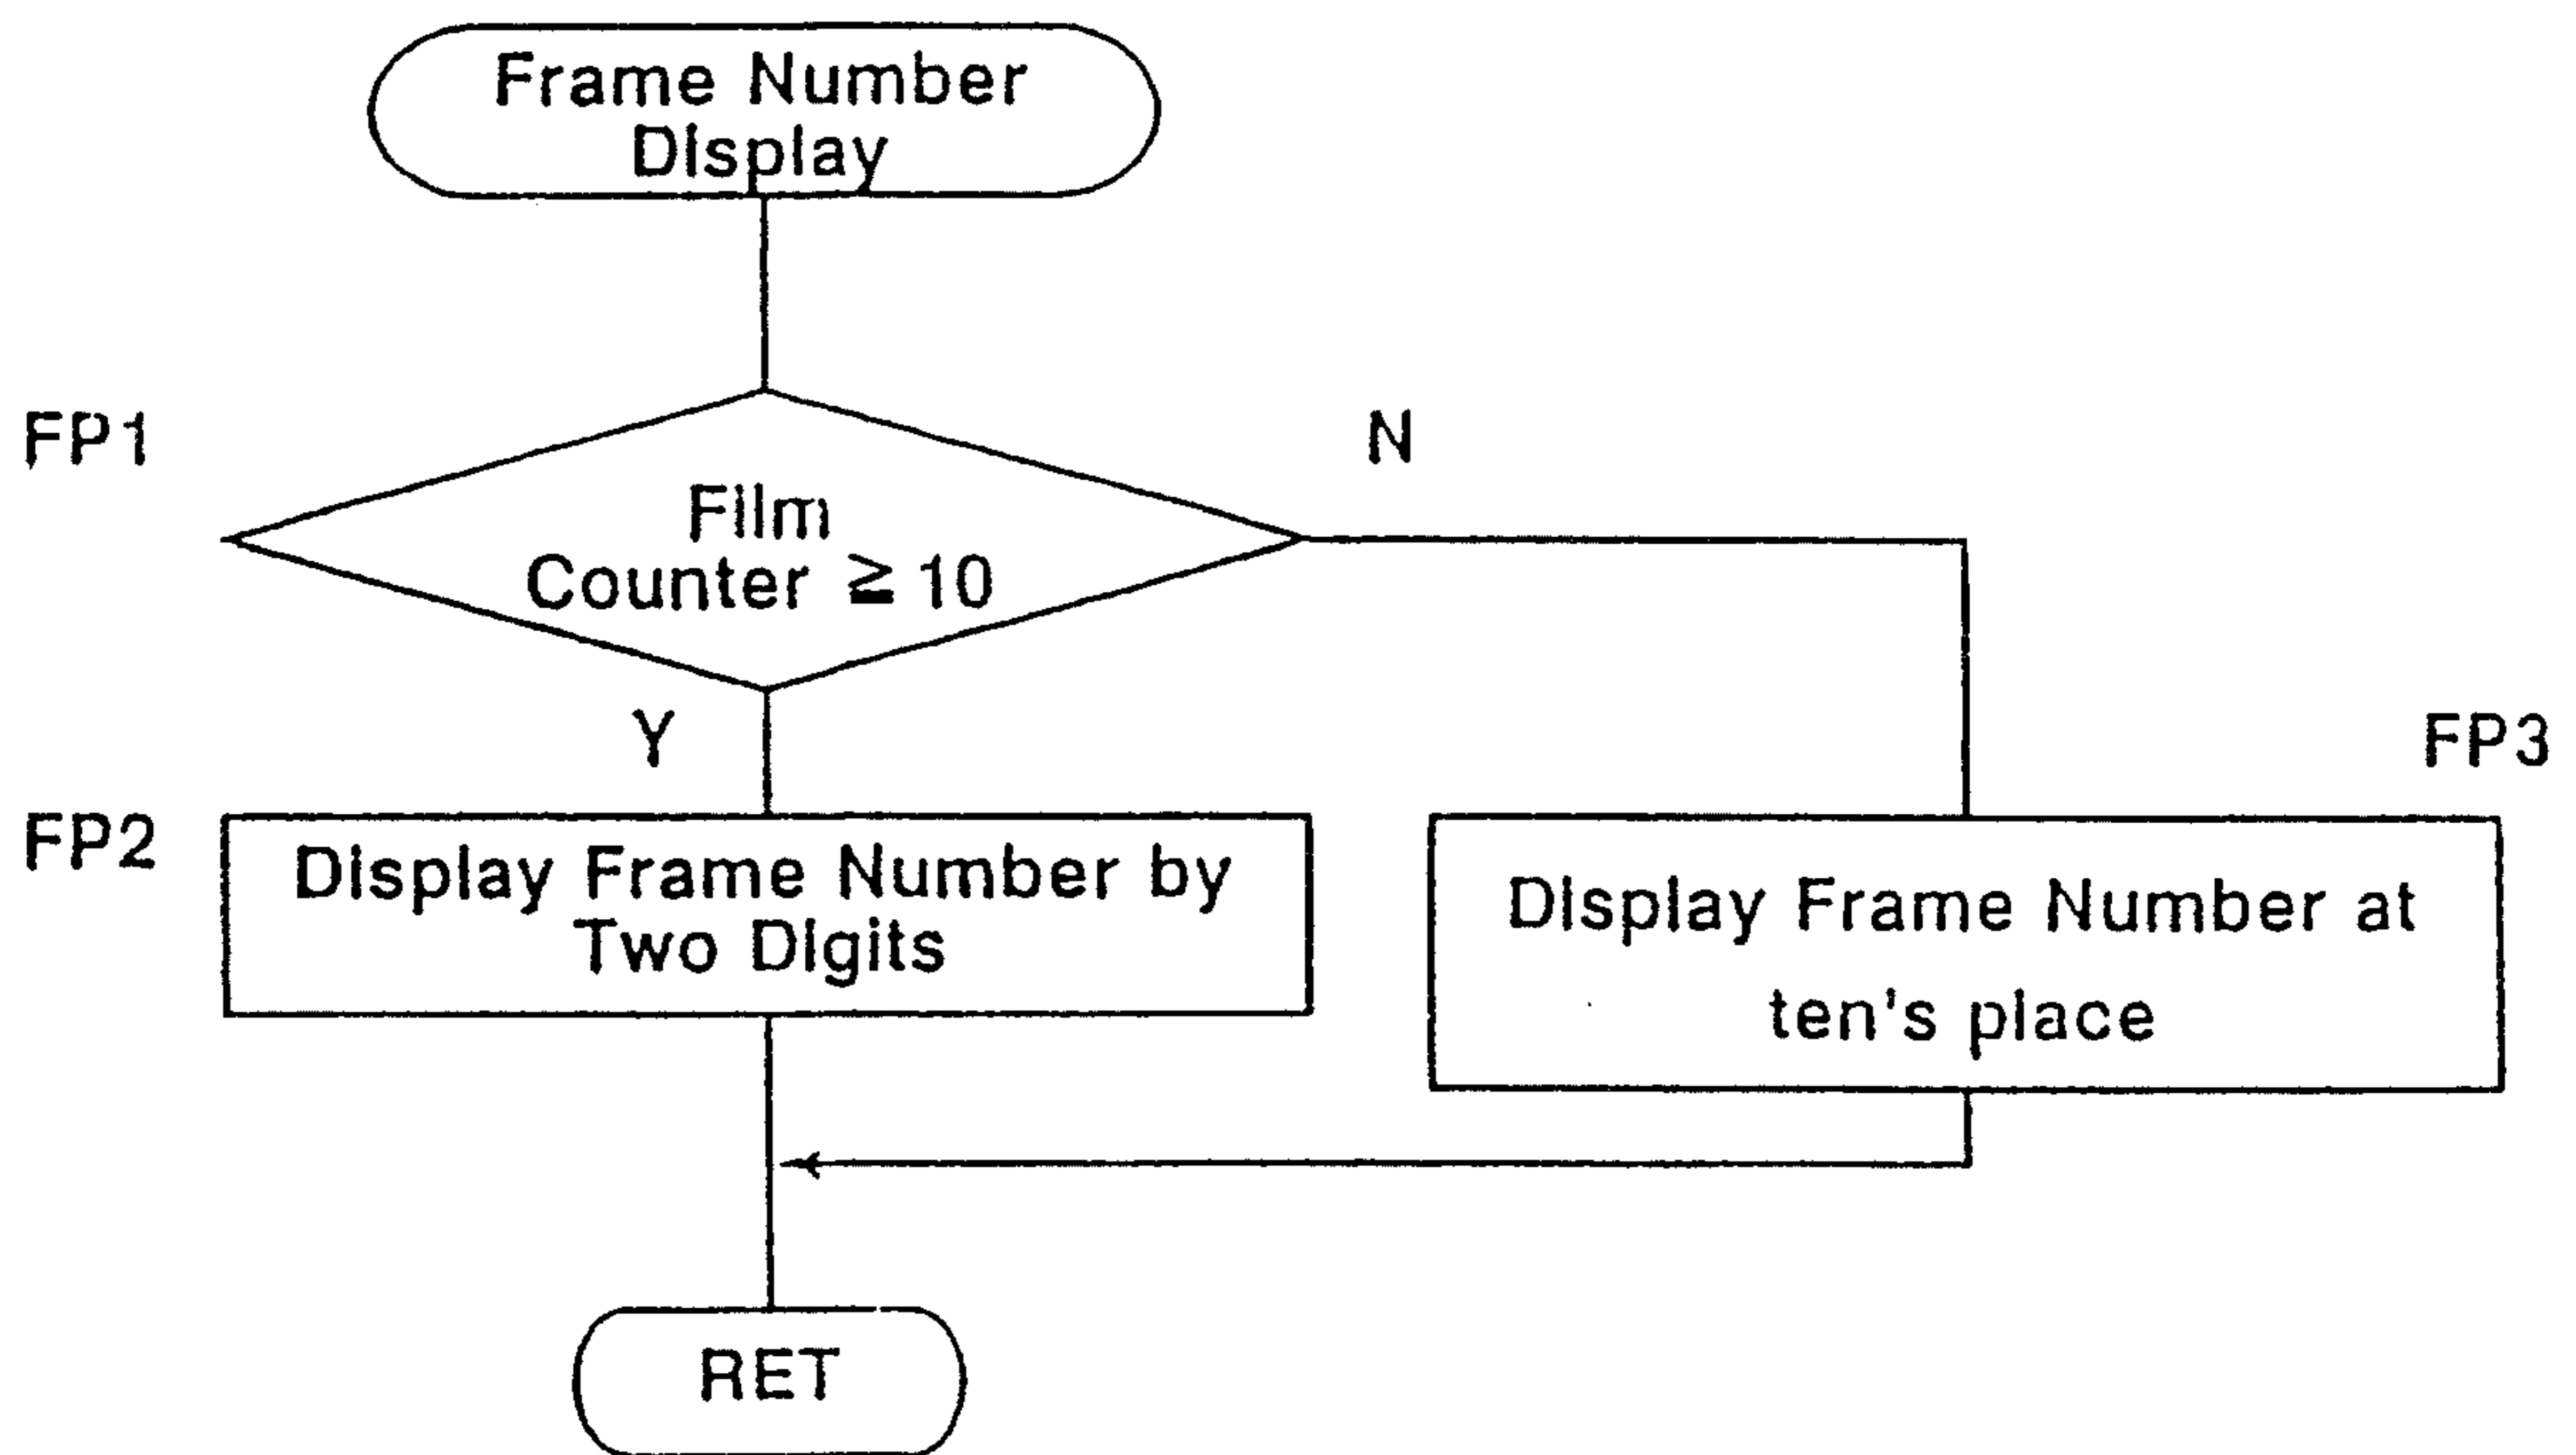 Frame Number
Display
FP1
N
Film
Counter ≧ 10
Y
FP3
FP2
Display Frame Number by
Two Digits
Display Frame Number at
ten's place
RET